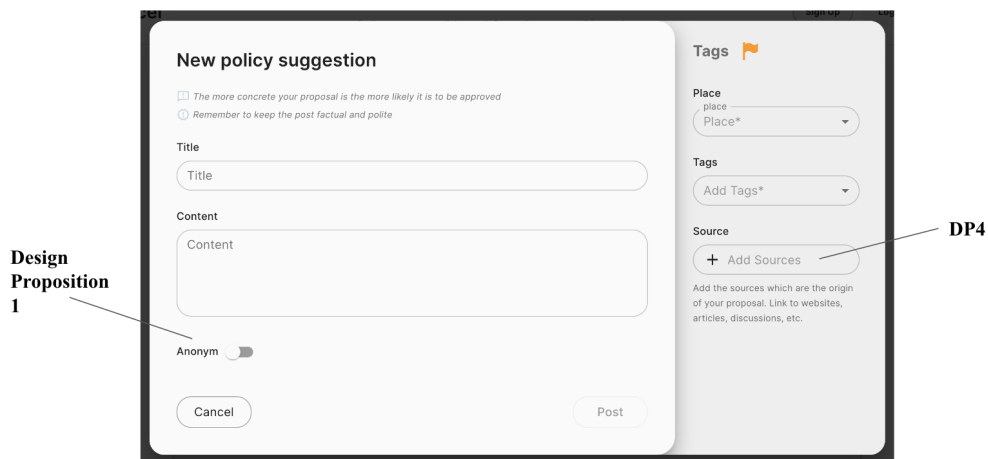 cel
Sign Up
Log
New policy suggestion
The more concrete your proposal is the more likely it is to be approved
Remember to keep the post factual and polite
Title
Title
Content
Content
Anonym
Cancel
Post
Tags
Place
place
Place*
Tags
Add Tags*
Source
+ Add Sources
Add the sources which are the origin
of your proposal. Link to websites,
articles, discussions, etc.
Design
Proposition
1
DP4